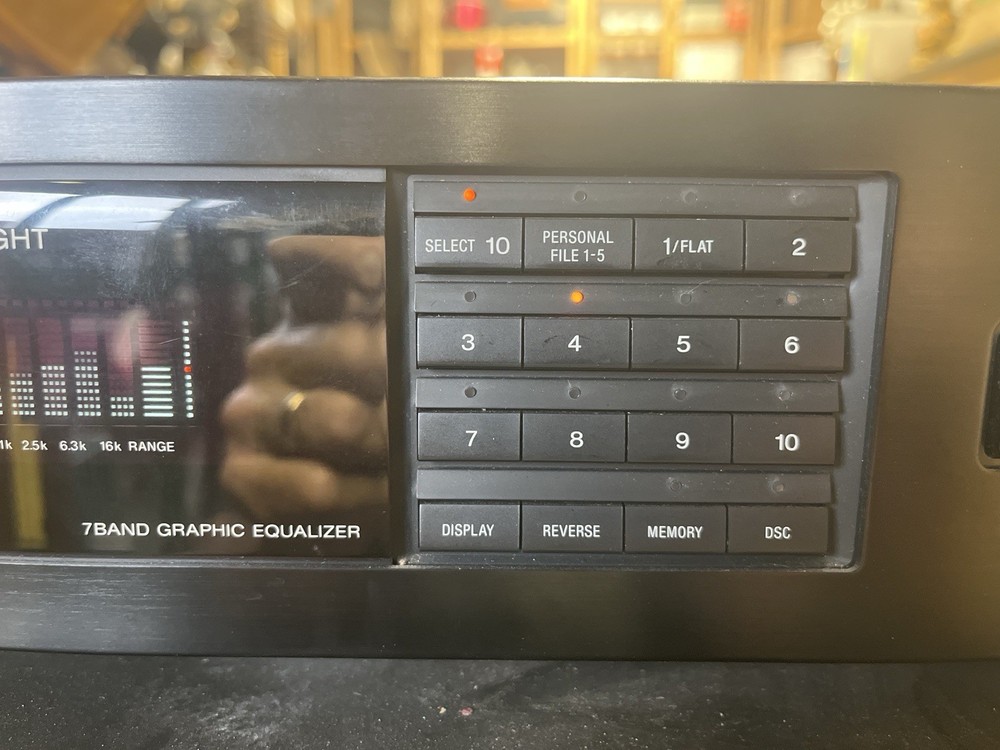 GHT
1k 2.5k 6.3k 16k RANGE
7BAND GRAPHIC EQUALIZER
SELECT 10
PERSONAL
FILE 1-5
1/FLAT
2
3
4
5
6
7
8
9
10
DISPLAY
REVERSE
MEMORY
DSC